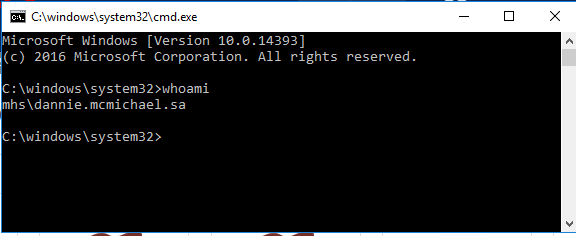 C:\windows\system32\cmd.exe
Microsoft Windows [Version 10.0.14393]
(c) 2016 Microsoft Corporation. All rights reserved.
C:\windows\system32>whoami
mhs\dannie.mcmichael.sa
C:\windows\system32>